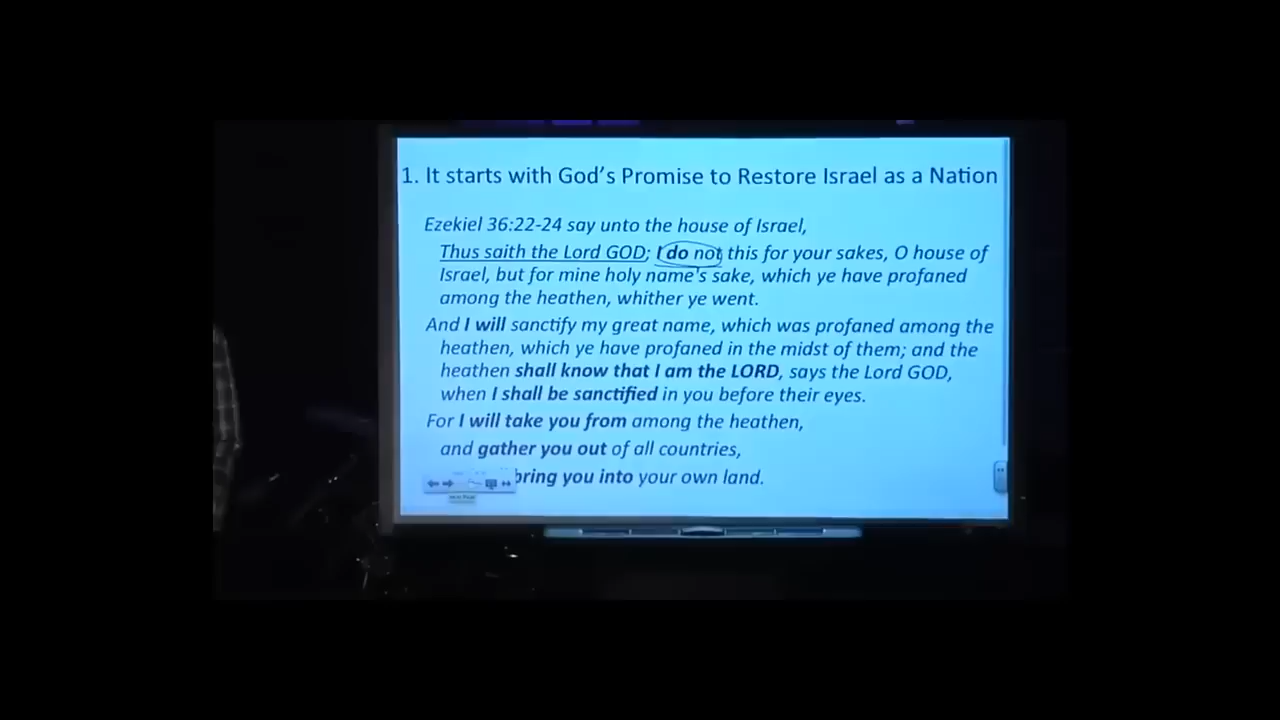 1. It starts with God's Promise to Restore Israel as a Nation
Ezekiel 36:22-24 say unto the house of Israel,
Thus saith the Lord GOD; I do not this for your sakes, O house of
Israel, but for mine holy name's sake, which ye have profaned
among the heathen, whither ye went.
And I will sanctify my great name, which was profaned among the
heathen, which ye have profaned in the midst of them; and the
heathen shall know that I am the LORD, says the Lord GOD,
when I shall be sanctified in you before their eyes.
For I will take you from among the heathen,
and gather you out of all countries,
bring you into your own land.